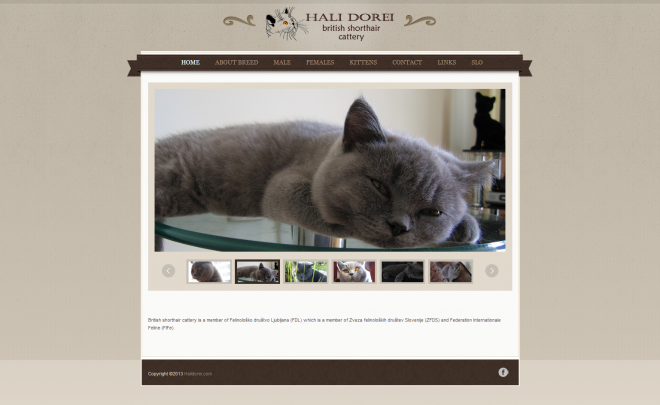 HALI DOREI
british shorthair
cattery
HOME ABOUT BREED MALE FEMALES KITTENS CONTACT LINKS SLO
British shorthair cattery is a member of Felinološko društvo Ljubljana (FDL) which is a member of Zveza felinoloških društev Slovenije (ZFDS) and Federation Internationale
Feline (FIFe).
Copyright ©2013 Halidorei.com